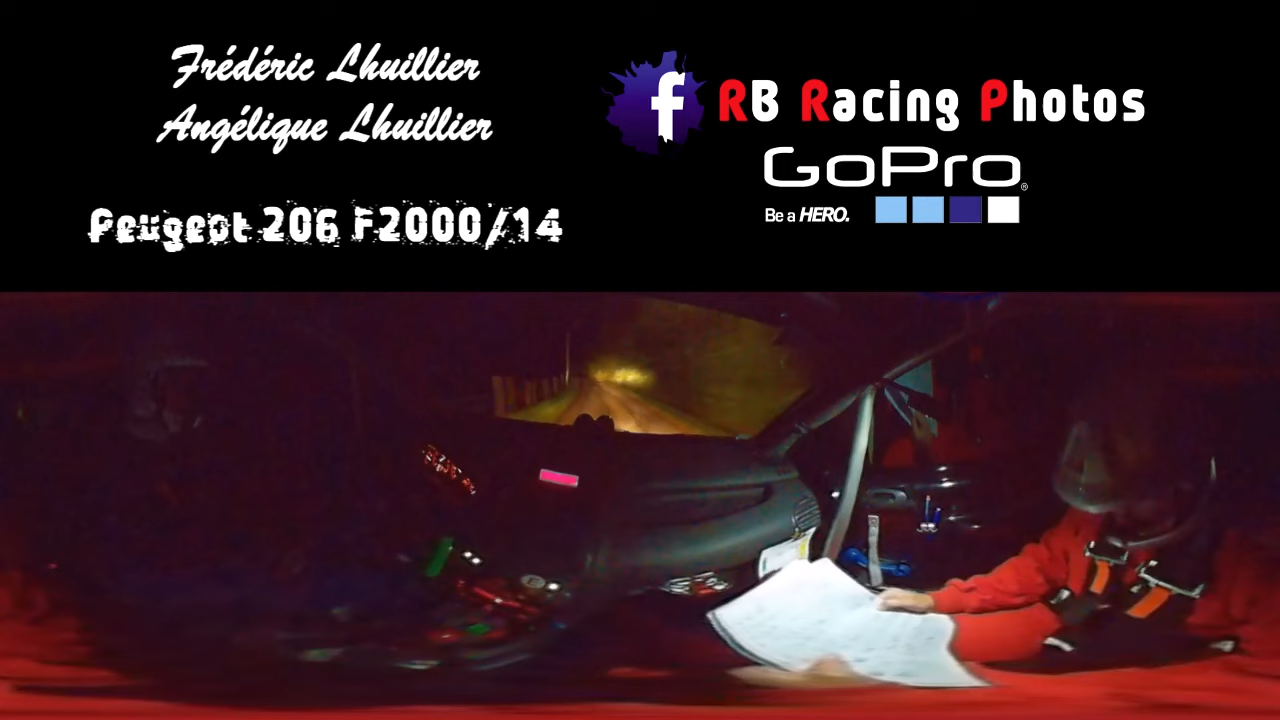 Frédéric Lhuillier
Angélique Lhuillier
Peugeot 206 F2000/14
f RB Racing Photos
GoPro®
Be a HERO.